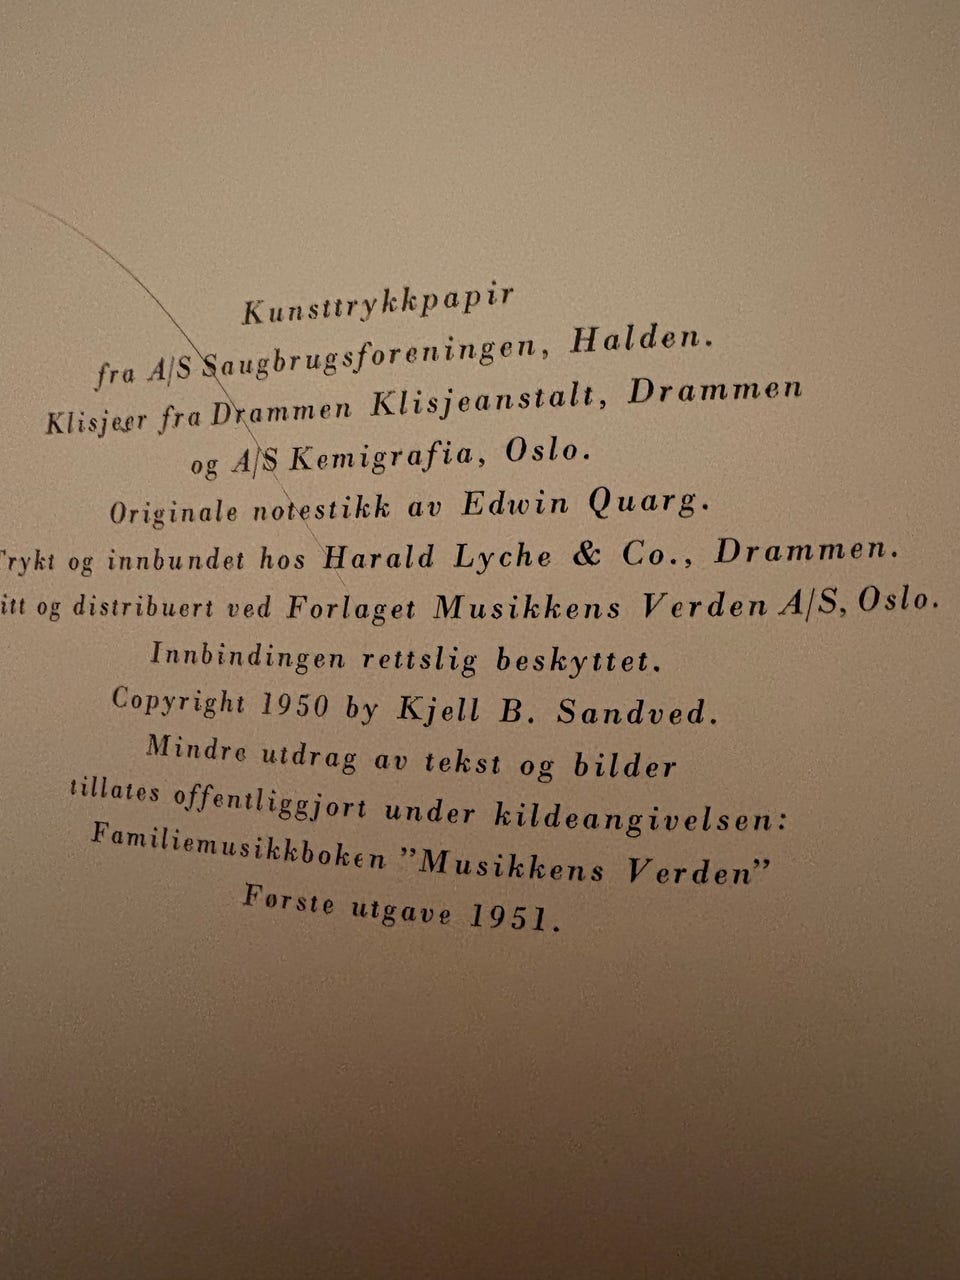 Kunsttrykkpapir
fra A/S Saugbrugsforeningen, Halden.
Klisjeer fra Drammen Klisjeanstalt, Drammen
og A/S Kemigrafia, Oslo.
Originale notestikk av Edwin Quarg.
Trykt og innbundet hos Harald Lyche & Co., Drammen.
itt og distribuert ved Forlaget Musikkens Verden A/S, Oslo.
Innbindingen rettslig beskyttet.
Copyright 1950 by Kjell B. Sandved.
Mindre utdrag av tekst og bilder
tillates offentliggjort under kildeangivelsen:
Familiemusikkboken ”Musikkens Verden”
Første utgave 1951.